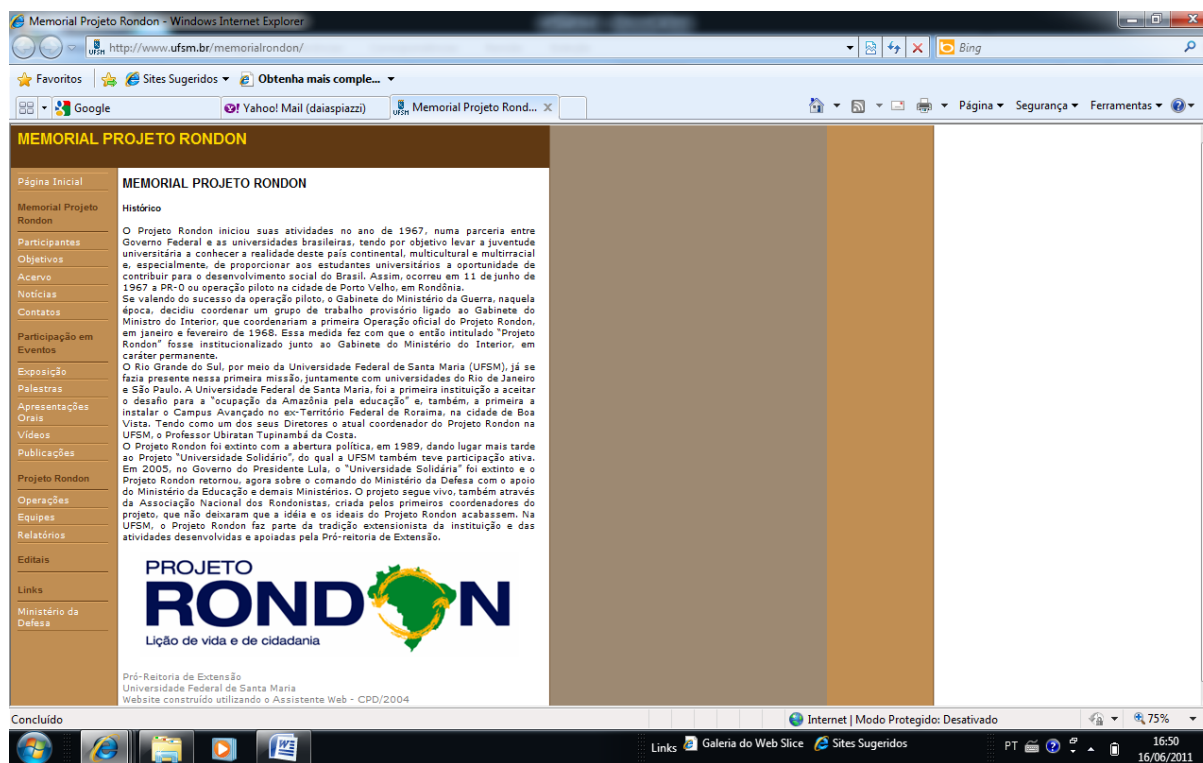 Memorial Projeto Rondon - Windows Internet Explorer
http://www.ufsm.br/memorialrondon/
Bing
Favoritos
Sites Sugeridos
Obtenha mais comple...
Google
Yahoo! Mail (daiaspiazzi)
Memorial Projeto Rond...
Página
Segurança
Ferramentas
MEMORIAL PROJETO RONDON
Página Inicial
Memorial Projeto
Rondon
Participantes
Objetivos
Acervo
Notícias
Contatos
Participação em
Eventos
Exposição
Palestras
Apresentações
Orais
Vídeos
Publicações
Projeto Rondon
Operações
Equipes
Relatórios
Editais
Links
Ministério da
Defesa
MEMORIAL PROJETO RONDON
Histórico
O Projeto Rondon iniciou suas atividades no ano de 1967, numa parceria entre
Governo Federal e as universidades brasileiras, tendo por objetivo levar a juventude
universitária a conhecer a realidade deste país continental, multicultural e multirracial
e, especialmente, de proporcionar aos estudantes universitários a oportunidade de
contribuir para o desenvolvimento social do Brasil. Assim, ocorreu em 11 de junho de
1967 a PR-0 ou operação piloto na cidade de Porto Velho, em Rondônia.
Se valendo do sucesso da operação piloto, o Gabinete do Ministério da Guerra, naquela
época, decidiu coordenar um grupo de trabalho provisório ligado ao Gabinete do
Ministro do Interior, que coordenariam a primeira Operação oficial do Projeto Rondon,
em janeiro e fevereiro de 1968. Essa medida fez com que o então intitulado "Projeto
Rondon" fosse institucionalizado junto ao Gabinete do Ministério do Interior, em
caráter permanente.
O Rio Grande do Sul, por meio da Universidade Federal de Santa Maria (UFSM), já se
fazia presente nessa primeira missão, juntamente com universidades do Rio de Janeiro
e São Paulo. A Universidade Federal de Santa Maria, foi a primeira instituição a aceitar
o desafio para a "ocupação da Amazônia pela educação" e, também, a primeira a
instalar o Campus Avançado no ex-Território Federal de Roraima, na cidade de Boa
Vista. Tendo como um dos seus Diretores o atual coordenador do Projeto Rondon na
UFSM, o Professor Ubiratan Tupinambá da Costa.
O Projeto Rondon foi extinto com a abertura política, em 1989, dando lugar mais tarde
ao Projeto "Universidade Solidário", do qual a UFSM também teve participação ativa.
Em 2005, no Governo do Presidente Lula, o "Universidade Solidária" foi extinto e o
Projeto Rondon retornou, agora sobre o comando do Ministério da Defesa com o apoio
do Ministério da Educação e demais Ministérios. O projeto segue vivo, também através
da Associação Nacional dos Rondonistas, criada pelos primeiros coordenadores do
projeto, que não deixaram que a idéia e os ideais do Projeto Rondon acabassem. Na
UFSM, o Projeto Rondon faz parte da tradição extensionista da instituição e das
atividades desenvolvidas e apoiadas pela Pró-reitoria de Extensão.
PROJETO
RONDON
Lição de vida e de cidadania
Pró-Reitoria de Extensão
Universidade Federal de Santa Maria
Website construído utilizando o Assistente Web - CPD/2004
Concluído
Internet | Modo Protegido: Desativado
75%
Links
Galeria do Web Slice
Sites Sugeridos
PT
16:50
16/06/2011